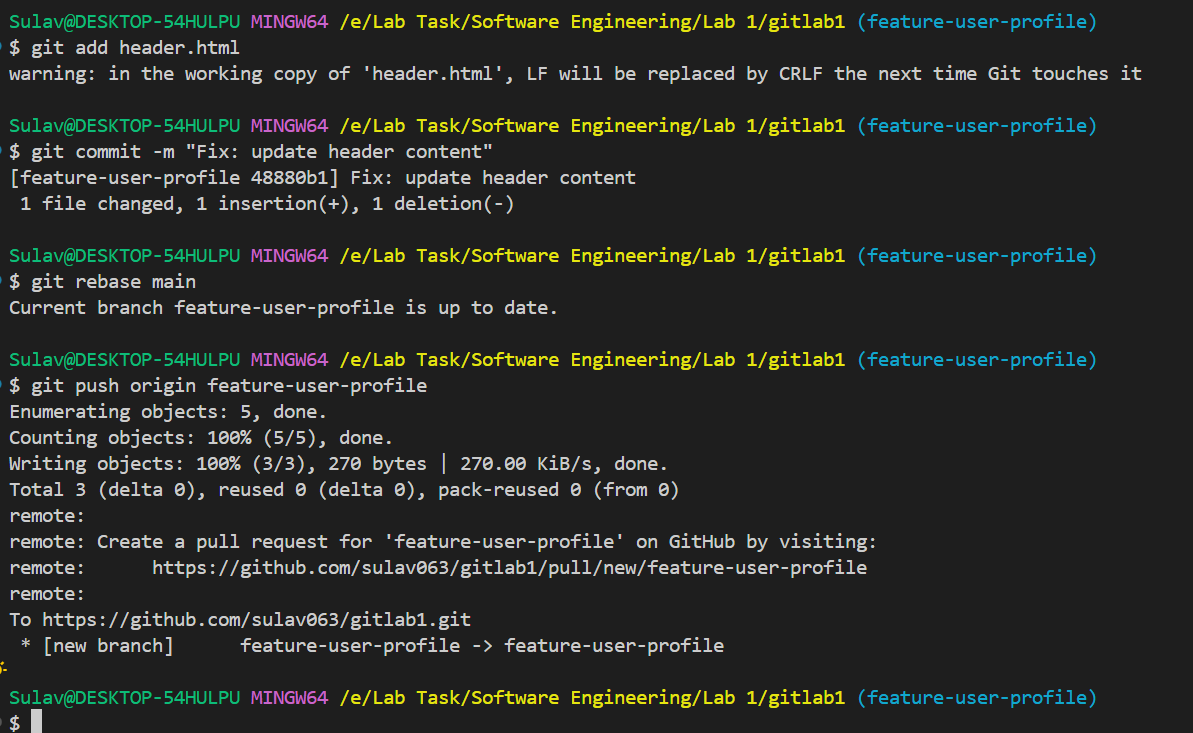 Sulav@DESKTOP-54HULPU MINGW64 /e/Lab Task/Software Engineering/Lab 1/gitlab1 (feature-user-profile)
$ git add header.html
warning: in the working copy of 'header.html', LF will be replaced by CRLF the next time Git touches it
Sulav@DESKTOP-54HULPU MINGW64 /e/Lab Task/Software Engineering/Lab 1/gitlab1 (feature-user-profile)
$ git commit -m "Fix: update header content"
[feature-user-profile 48880b1] Fix: update header content
 1 file changed, 1 insertion(+), 1 deletion(-)
Sulav@DESKTOP-54HULPU MINGW64 /e/Lab Task/Software Engineering/Lab 1/gitlab1 (feature-user-profile)
$ git rebase main
Current branch feature-user-profile is up to date.
Sulav@DESKTOP-54HULPU MINGW64 /e/Lab Task/Software Engineering/Lab 1/gitlab1 (feature-user-profile)
$ git push origin feature-user-profile
Enumerating objects: 5, done.
Counting objects: 100% (5/5), done.
Writing objects: 100% (3/3), 270 bytes | 270.00 KiB/s, done.
Total 3 (delta 0), reused 0 (delta 0), pack-reused 0 (from 0)
remote:
remote: Create a pull request for 'feature-user-profile' on GitHub by visiting:
remote:      https://github.com/sulav063/gitlab1/pull/new/feature-user-profile
remote:
To https://github.com/sulav063/gitlab1.git
 * [new branch]      feature-user-profile -> feature-user-profile
Sulav@DESKTOP-54HULPU MINGW64 /e/Lab Task/Software Engineering/Lab 1/gitlab1 (feature-user-profile)
$